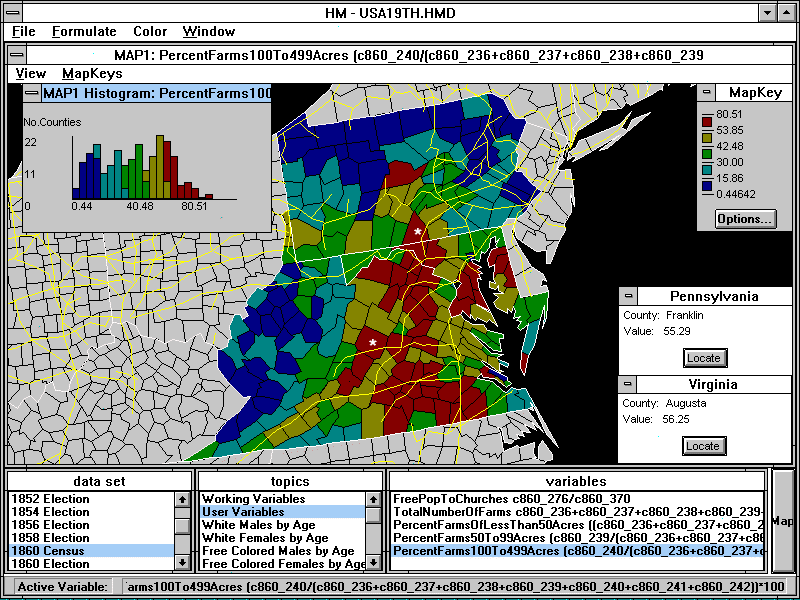 HM - USA19TH.HMD
File Formulate Color Window
MAP1: PercentFarms100To499Acres (c860_240/(c860_236+c860_237+c860_238+c860_239
View MapKeys
MAP1 Histogram: PercentFarms100
No.Counties
22
11
0
0.44 40.48 80.51
*
*
MapKey
80.51
53.85
42.48
30.00
15.86
0.44642
Options...
Pennsylvania
County: Franklin
Value: 55.29
Locate
Virginia
County: Augusta
Value: 56.25
Locate
data set
1852 Election
1854 Election
1856 Election
1858 Election
1860 Census
1860 Election
topics
Working Variables
User Variables
White Males by Age
White Females by Age
Free Colored Males by Age
Free Colored Females by Age
variables
FreePopToChurches c860_276/c860_370
TotalNumberOfFarms c860_236+c860_237+c860_238+c860_239+
PercentFarmsOfLessThan50Acres ((c860_236+c860_237+c860_2
PercentFarms50To99Acres (c860_239/(c860_236+c860_237+c86
PercentFarms100To499Acres (c860_240/(c860_236+c860_237+c
Map
Active Variable: arms100To499Acres (c860_240/(c860_236+c860_237+c860_238+c860_239+c860_240+c860_241+c860_242))*100